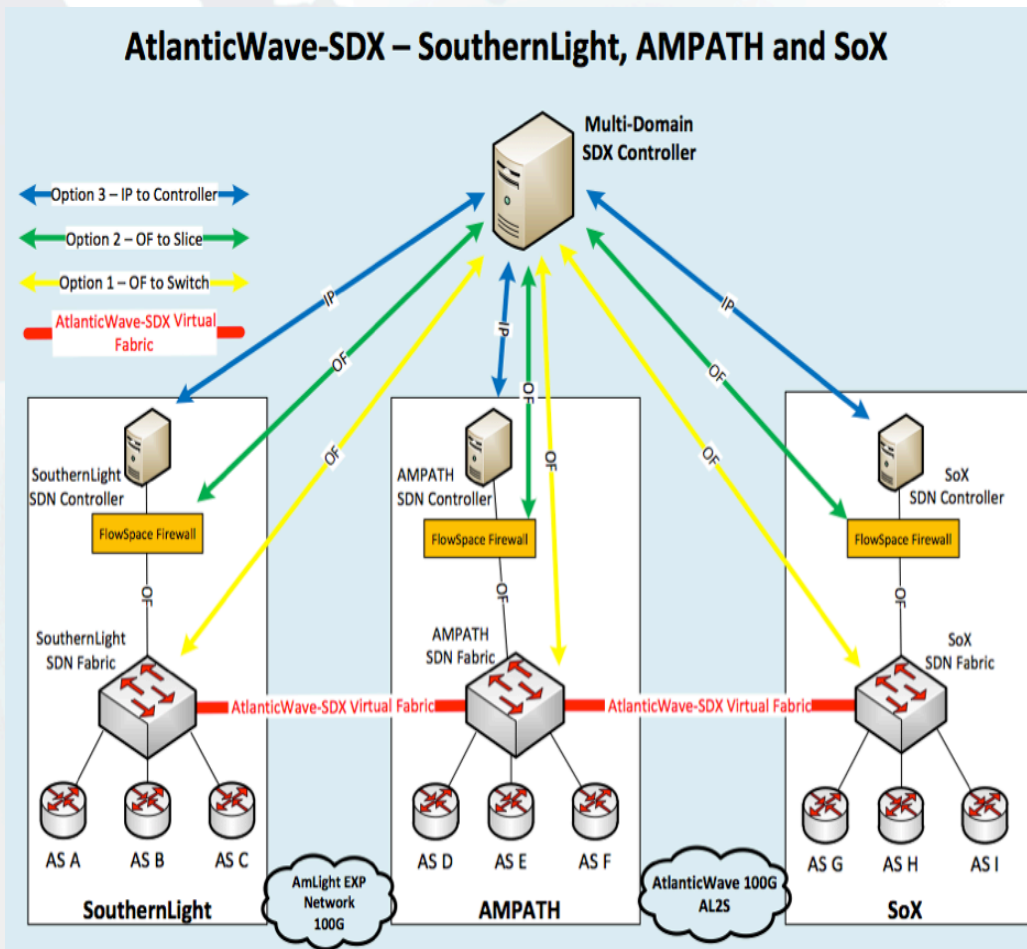 AtlanticWave-SDX – SouthernLight, AMPATH and SoX
Multi-Domain
SDX Controller
Option 3 – IP to Controller
Option 2 – OF to Slice
Option 1 – OF to Switch
AtlanticWave-SDX Virtual
Fabric
IP
IP
IP
OF
OF
OF
OF
OF
OF
SouthernLight
SDN Controller
FlowSpace Firewall
OF
SouthernLight
SDN Fabric
AMPATH
SDN Controller
FlowSpace Firewall
OF
AMPATH
SDN Fabric
SoX
SDN Controller
FlowSpace Firewall
OF
SoX
SDN Fabric
AtlanticWave-SDX Virtual Fabric
AtlanticWave-SDX Virtual Fabric
AS A
AS B
AS C
AS D
AS E
AS F
AS G
AS H
AS I
AmLight EXP
Network
100G
AtlanticWave 100G
AL2S
SouthernLight
AMPATH
SoX